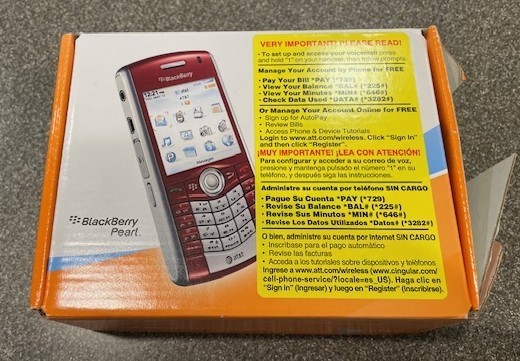 BlackBerry
12:21
at&t
Messages
at&t
BlackBerry
Pearl.
VERY IMPORTANT! PLEASE READ!
• To set up and access your voicemail, press
and hold "1" on your handset, then follow prompts.
Manage Your Account by Phone for FREE
• Pay Your Bill *PAY (*729)
• View Your Balance *BAL# (*225#)
• View Your Minutes *MIN# (*646#)
• Check Data Used *DATA# (*3282#)
Or Manage Your Account Online for FREE
• Sign up for AutoPay
• Review Bills
• Access Phone & Device Tutorials
Login to www.att.com/wireless. Click "Sign In"
and then click "Register".
¡MUY IMPORTANTE! ¡LEA CON ATENCIÓN!
Para configurar y acceder a su correo de voz,
presione y mantenga pulsado el número "1" en su
teléfono, y después siga las instrucciones.
Administre su cuenta por teléfono SIN CARGO
• Pague Su Cuenta *PAY (*729)
• Revise Su Balance *BAL# (*225#)
• Revise Sus Minutos *MIN# (*646#)
• Revise Los Datos Utilizados *Datos# (*3282#)
O bien, administre su cuenta por Internet SIN CARGO
• Inscríbase para el pago automático
• Revise las facturas
• Acceda a los tutoriales sobre dispositivos y teléfonos
Ingrese a www.att.com/wireless (www.cingular.com/
cell-phone-service/?locale=es_US). Haga clic en
"Sign In" (Ingresar) y luego en "Register" (Inscribirse).